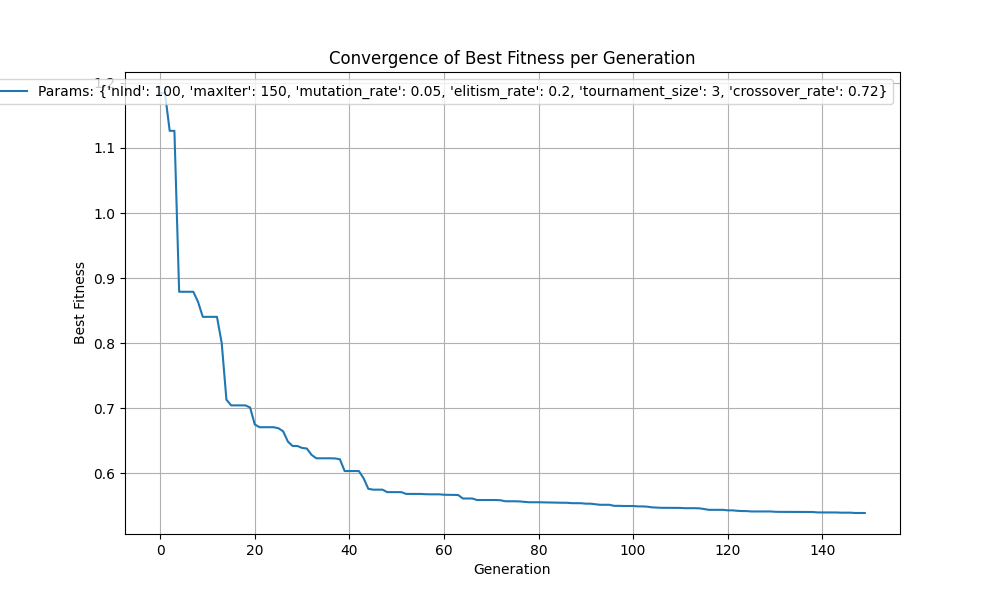 Convergence of Best Fitness per Generation
Params: {'nInd': 100, 'maxIter': 150, 'mutation_rate': 0.05, 'elitism_rate': 0.2, 'tournament_size': 3, 'crossover_rate': 0.72}
1.2
1.1
1.0
0.9
0.8
0.7
0.6
Best Fitness
0 20 40 60 80 100 120 140
Generation